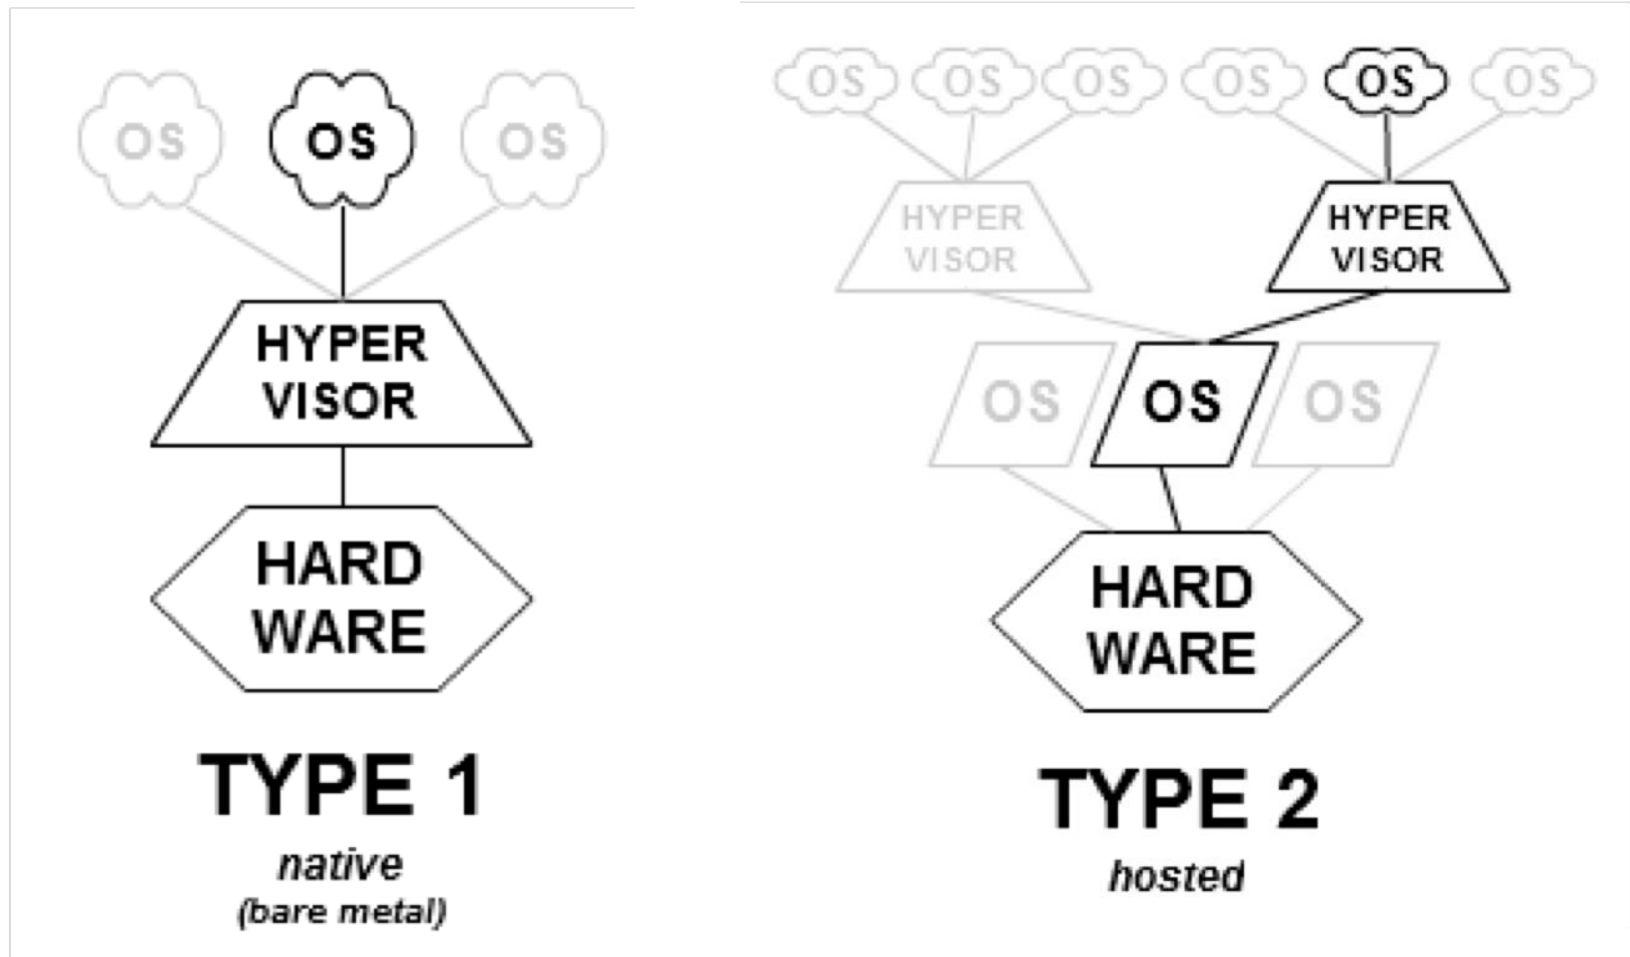 OS
OS
OS
HYPER
VISOR
HARD
WARE
TYPE 1
native
(bare metal)
OS
OS
OS
OS
OS
OS
HYPER
VISOR
HYPER
VISOR
OS
OS
OS
HARD
WARE
TYPE 2
hosted